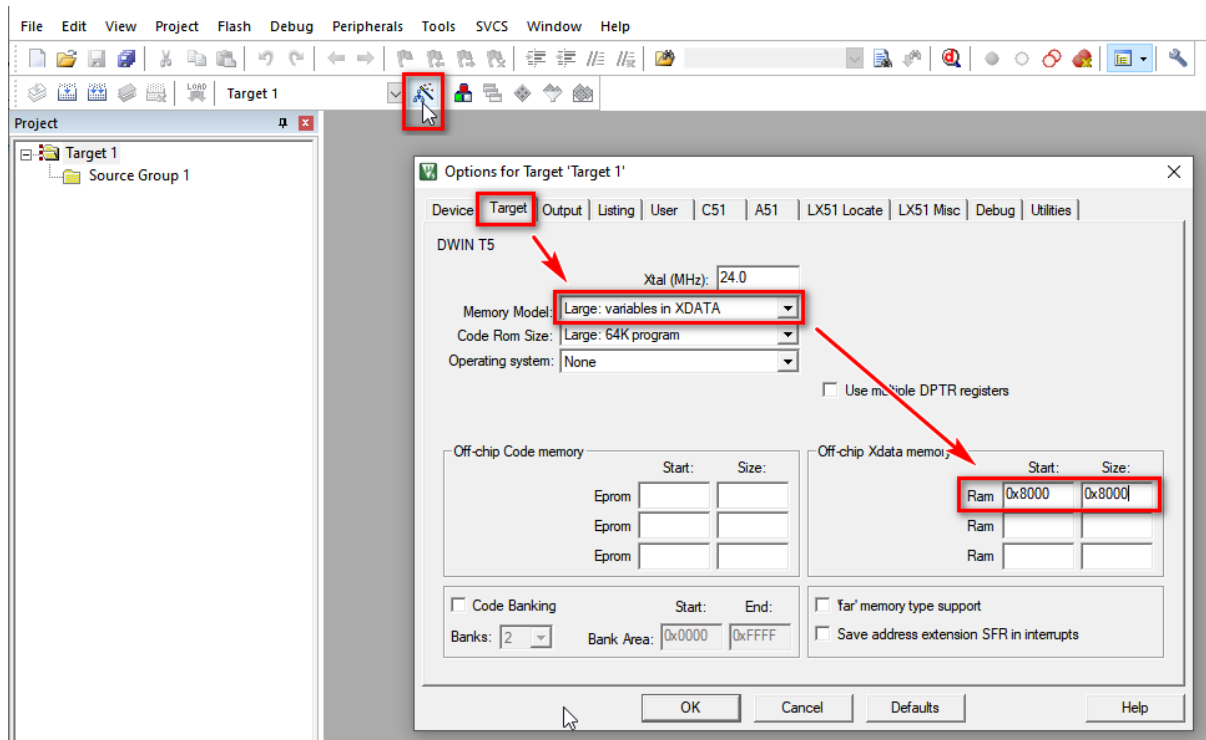 File Edit View Project Flash Debug Peripherals Tools SVCS Window Help
LOAD Target 1
Project
Target 1
Source Group 1
Options for Target 'Target 1'
Device Target Output Listing User C51 A51 LX51 Locate LX51 Misc Debug Utilities
DWIN T5
Xtal (MHz): 24.0
Memory Model: Large: variables in XDATA
Code Rom Size: Large: 64K program
Operating system: None
Use multiple DPTR registers
Off-chip Code memory
Start: Size:
Eprom
Eprom
Eprom
Off-chip Xdata memory
Start: Size:
Ram 0x8000 0x8000
Ram
Ram
Code Banking Start: End:
Banks: 2 Bank Area: 0x0000 0xFFFF
'far' memory type support
Save address extension SFR in interrupts
OK Cancel Defaults Help